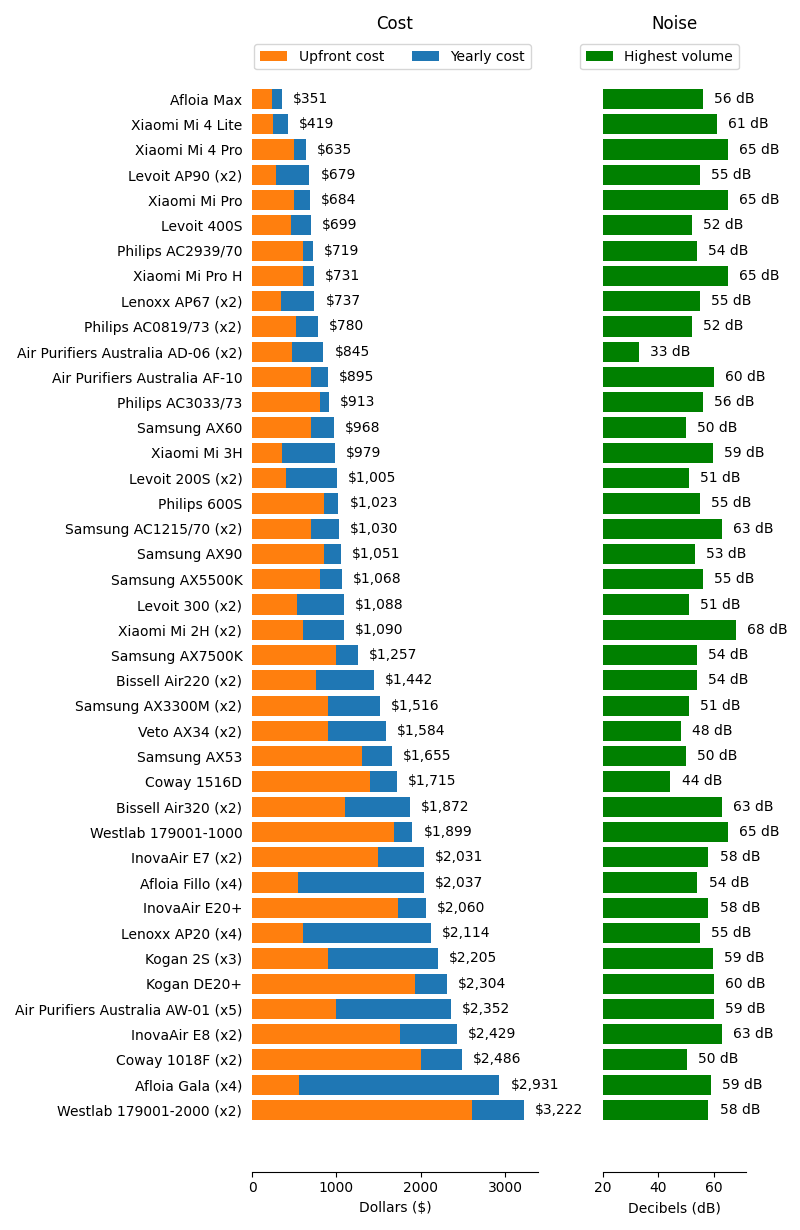 Cost Noise
Upfront cost Yearly cost Highest volume
Afloia Max $351 56 dB
Xiaomi Mi 4 Lite $419 61 dB
Xiaomi Mi 4 Pro $635 65 dB
Levoit AP90 (x2) $679 55 dB
Xiaomi Mi Pro $684 65 dB
Levoit 400S $699 52 dB
Philips AC2939/70 $719 54 dB
Xiaomi Mi Pro H $731 65 dB
Lenoxx AP67 (x2) $737 55 dB
Philips AC0819/73 (x2) $780 52 dB
Air Purifiers Australia AD-06 (x2) $845 33 dB
Air Purifiers Australia AF-10 $895 60 dB
Philips AC3033/73 $913 56 dB
Samsung AX60 $968 50 dB
Xiaomi Mi 3H $979 59 dB
Levoit 200S (x2) $1,005 51 dB
Philips 600S $1,023 55 dB
Samsung AC1215/70 (x2) $1,030 63 dB
Samsung AX90 $1,051 53 dB
Samsung AX5500K $1,068 55 dB
Levoit 300 (x2) $1,088 51 dB
Xiaomi Mi 2H (x2) $1,090 68 dB
Samsung AX7500K $1,257 54 dB
Bissell Air220 (x2) $1,442 54 dB
Samsung AX3300M (x2) $1,516 51 dB
Veto AX34 (x2) $1,584 48 dB
Samsung AX53 $1,655 50 dB
Coway 1516D $1,715 44 dB
Bissell Air320 (x2) $1,872 63 dB
Westlab 179001-1000 $1,899 65 dB
InovaAir E7 (x2) $2,031 58 dB
Afloia Fillo (x4) $2,037 54 dB
InovaAir E20+ $2,060 58 dB
Lenoxx AP20 (x4) $2,114 55 dB
Kogan 2S (x3) $2,205 59 dB
Kogan DE20+ $2,304 60 dB
Air Purifiers Australia AW-01 (x5) $2,352 59 dB
InovaAir E8 (x2) $2,429 63 dB
Coway 1018F (x2) $2,486 50 dB
Afloia Gala (x4) $2,931 59 dB
Westlab 179001-2000 (x2) $3,222 58 dB
0 1000 2000 3000 20 40 60
Dollars ($) Decibels (dB)